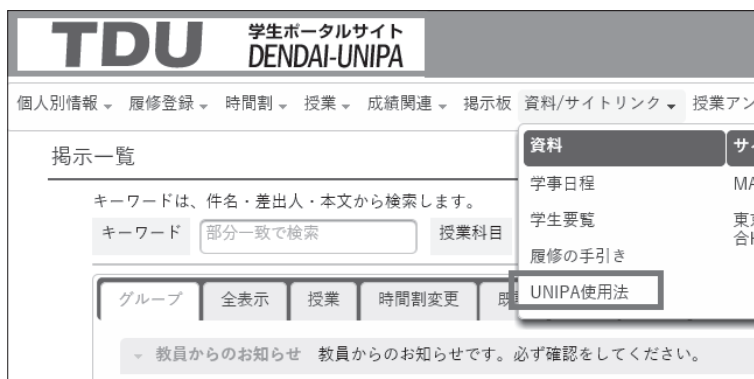 TDU
学生ポータルサイト
DENDAI-UNIPA
個人別情報 履修登録 時間割 授業 成績関連 掲示板 資料/サイトリンク 授業アン
掲示一覧
資料
学事日程
学生要覧
履修の手引き
UNIPA使用法
サ
MA
東
合
キーワードは、件名・差出人・本文から検索します。
キーワード 部分一致で検索 授業科目
グループ 全表示 授業 時間割変更 既
教員からのお知らせ 教員からのお知らせです。必ず確認をしてください。